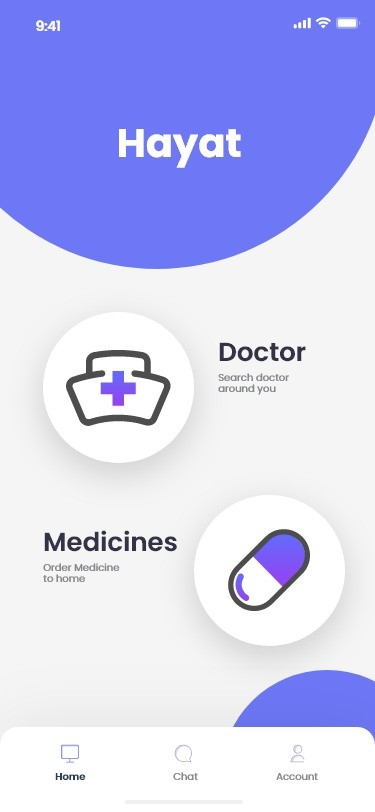 9:41
Hayat
Doctor
Search doctor
around you
Medicines
Order Medicine
to home
Home
Chat
Account